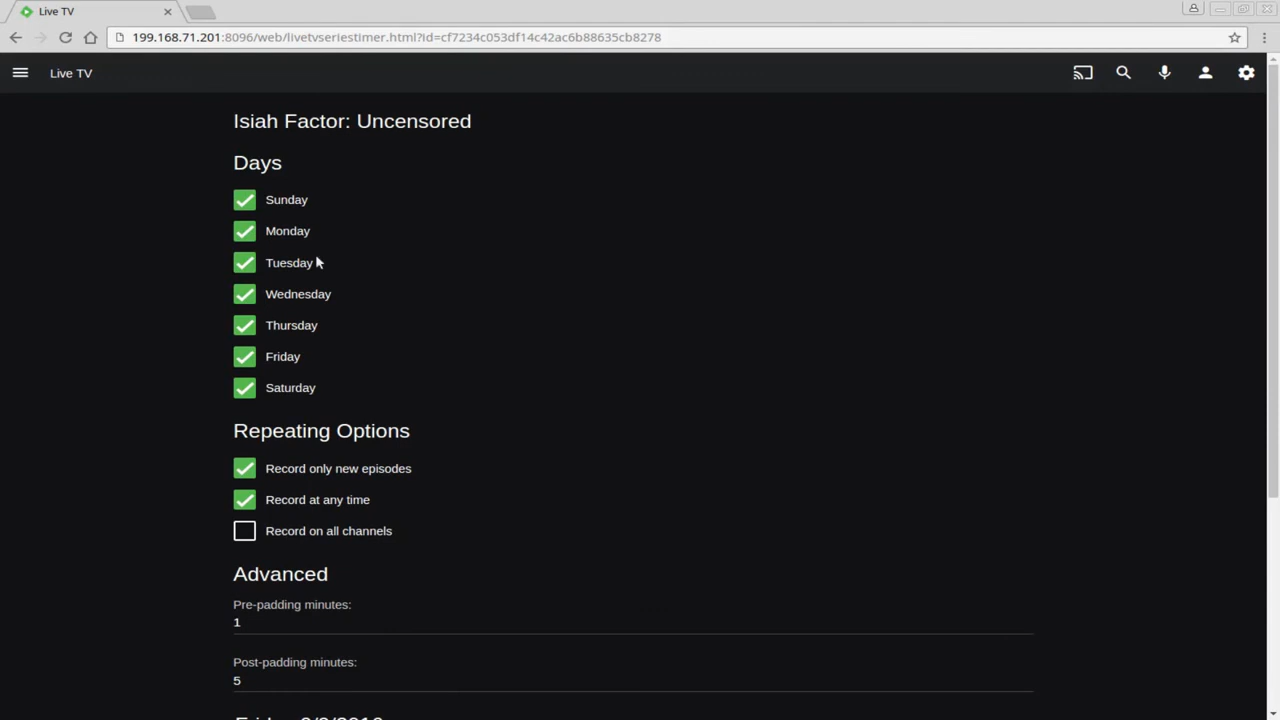 Live TV
199.168.71.201:8096/web/livetvseriestimer.html?id=cf7234c053df14c42ac6b88635cb8278
Live TV
Isiah Factor: Uncensored
Days
Sunday
Monday
Tuesday
Wednesday
Thursday
Friday
Saturday
Repeating Options
Record only new episodes
Record at any time
Record on all channels
Advanced
Pre-padding minutes:
1
Post-padding minutes:
5